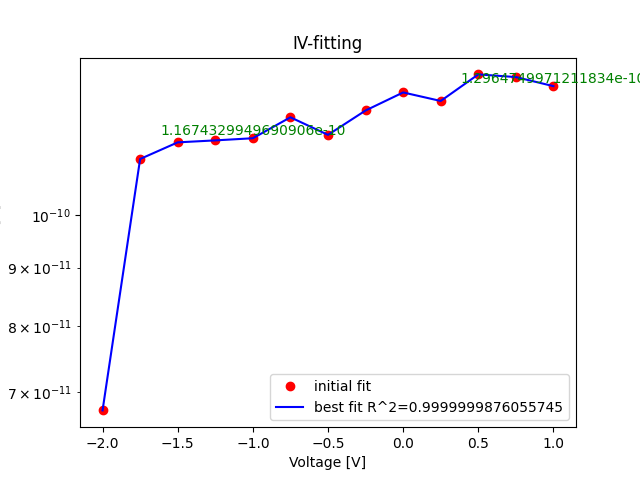 IV-fitting
1.2964749971211834e-10
1.1674329949690906e-10
10⁻¹⁰
9 × 10⁻¹¹
8 × 10⁻¹¹
7 × 10⁻¹¹
initial fit
best fit R^2=0.9999999876055745
−2.0 −1.5 −1.0 −0.5 0.0 0.5 1.0
Voltage [V]